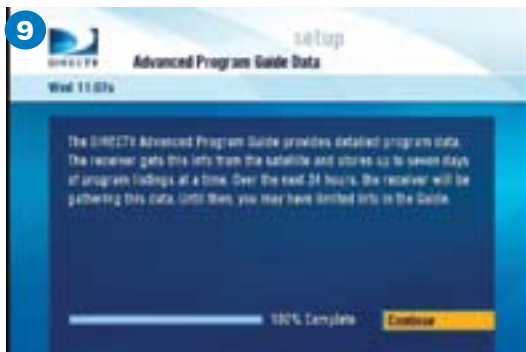 9
setup
DIRECTV
Advanced Program Guide Data
Wed 11:07a
The DIRECTV Advanced Program Guide provides detailed program data.
The receiver gets this info from the satellite and stores up to seven days
of program listings at a time. Over the next 24 hours, the receiver will be
gathering this data. Until then, you may have limited info in the Guide.
100% Complete
Continue